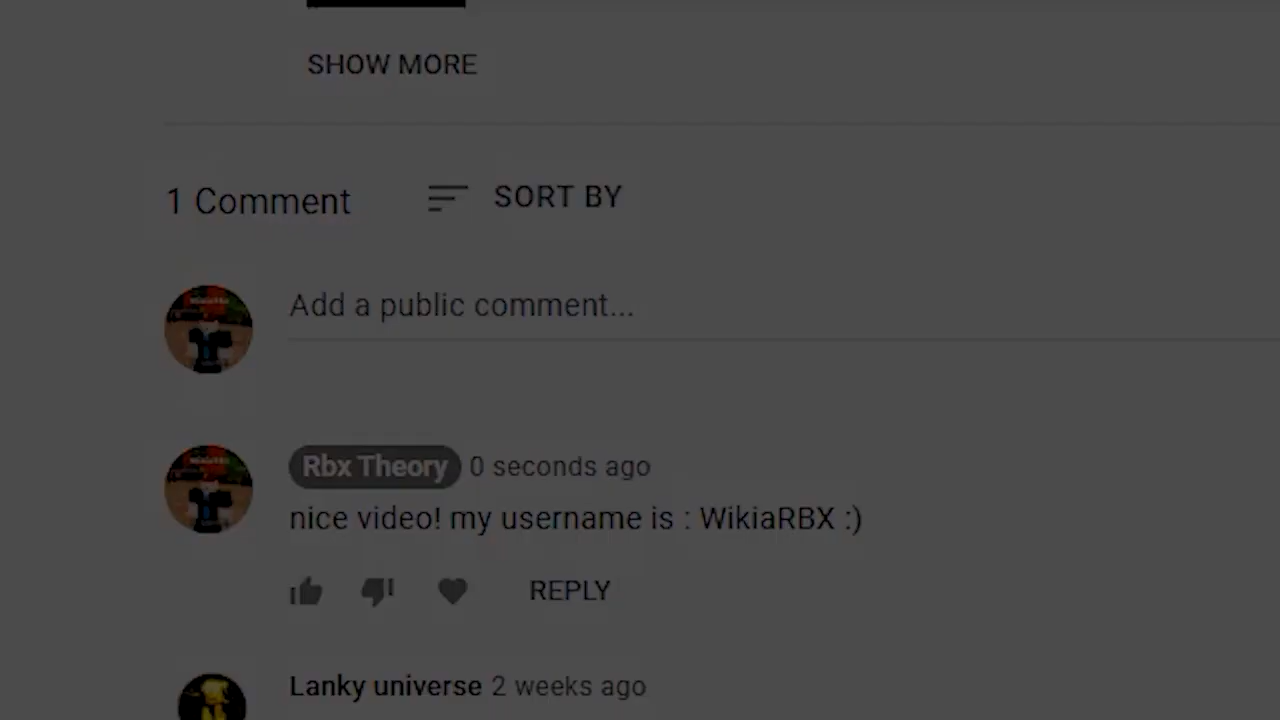 SHOW MORE
1 Comment
SORT BY
Add a public comment...
Rbx Theory 0 seconds ago
nice video! my username is : WikiaRBX :)
REPLY
Lanky universe 2 weeks ago